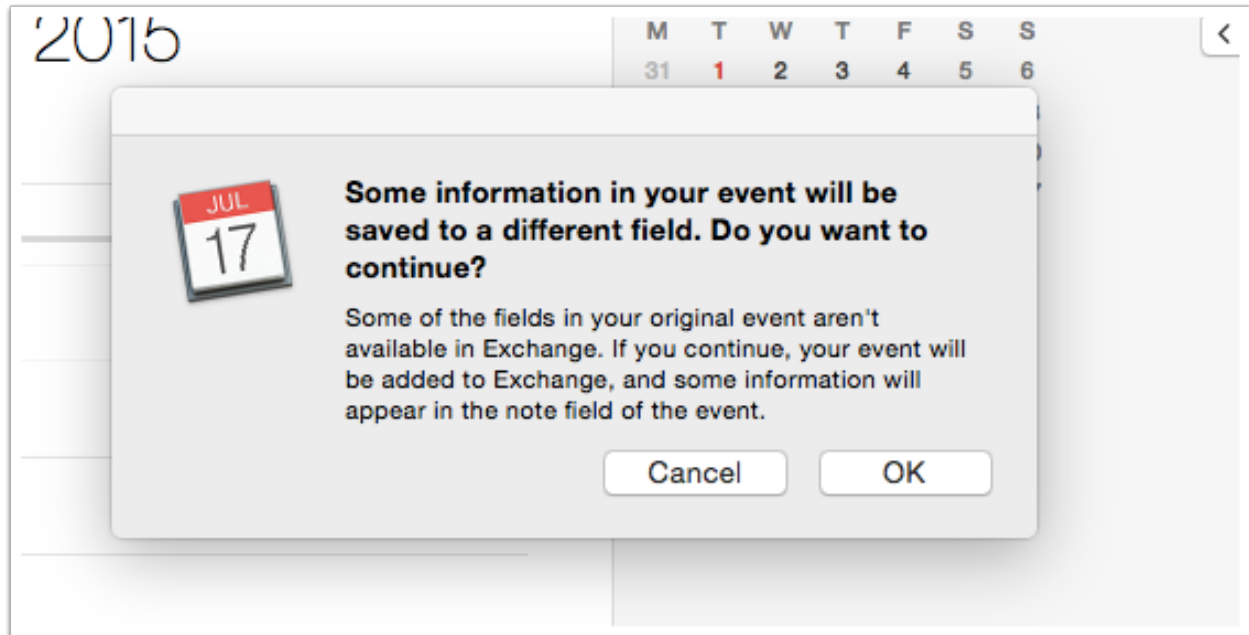 2015
M T W T F S S
31 1 2 3 4 5 6
JUL
17
Some information in your event will be
saved to a different field. Do you want to
continue?
Some of the fields in your original event aren't
available in Exchange. If you continue, your event will
be added to Exchange, and some information will
appear in the note field of the event.
Cancel OK